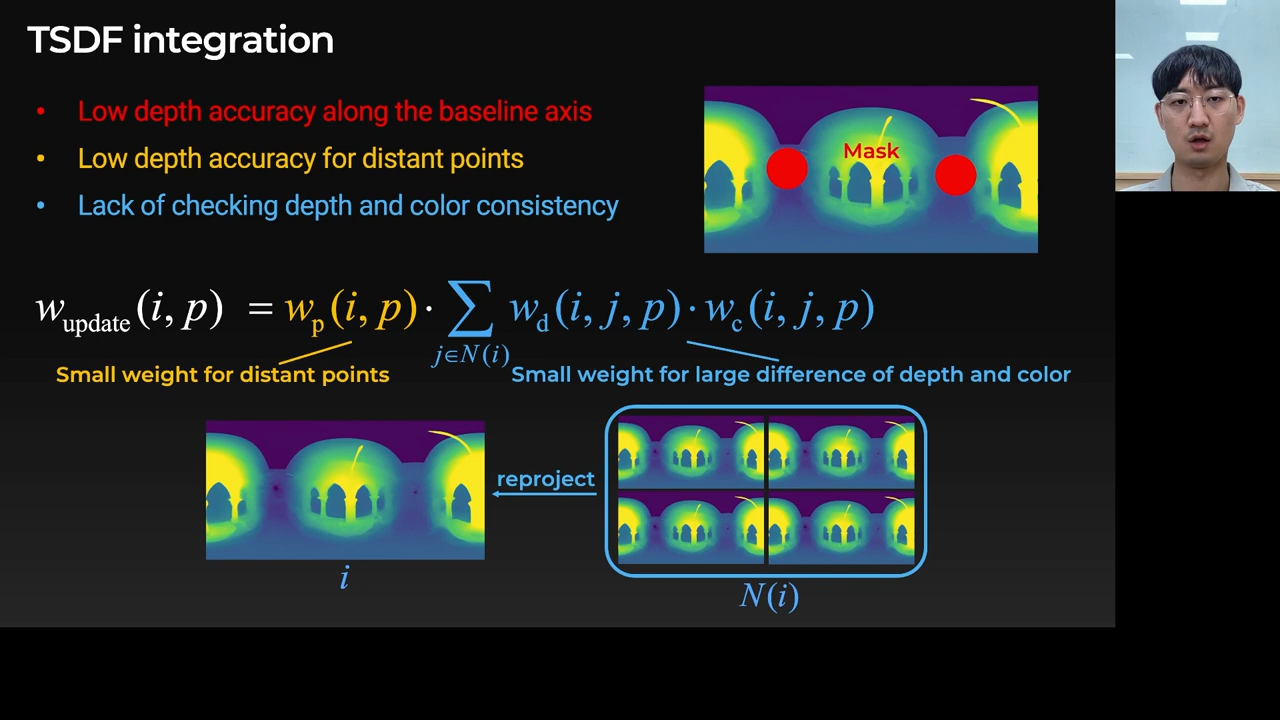 TSDF integration
• Low depth accuracy along the baseline axis
• Low depth accuracy for distant points
• Lack of checking depth and color consistency
Mask
w_update(i, p) = w_p(i, p) · ∑_{j∈N(i)} w_d(i, j, p) · w_c(i, j, p)
Small weight for distant points
Small weight for large difference of depth and color
reproject
i
N(i)